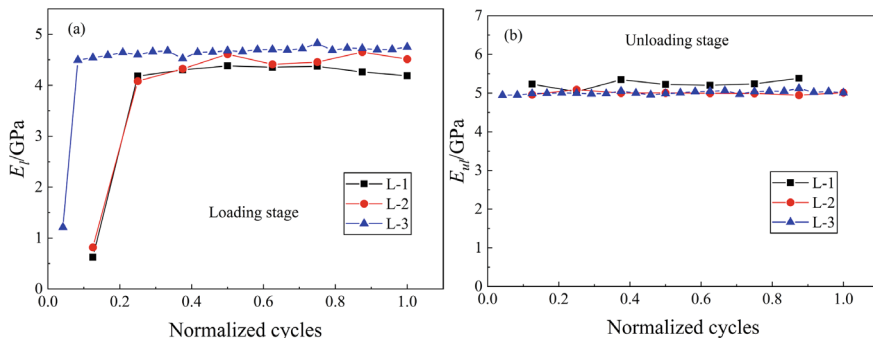 (a)
E_l/GPa
5
4
3
2
1
0
Loading stage
L-1
L-2
L-3
0.0 0.2 0.4 0.6 0.8 1.0
Normalized cycles
(b)
Unloading stage
E_ul/GPa
7
6
5
4
3
2
1
0
L-1
L-2
L-3
0.0 0.2 0.4 0.6 0.8 1.0
Normalized cycles